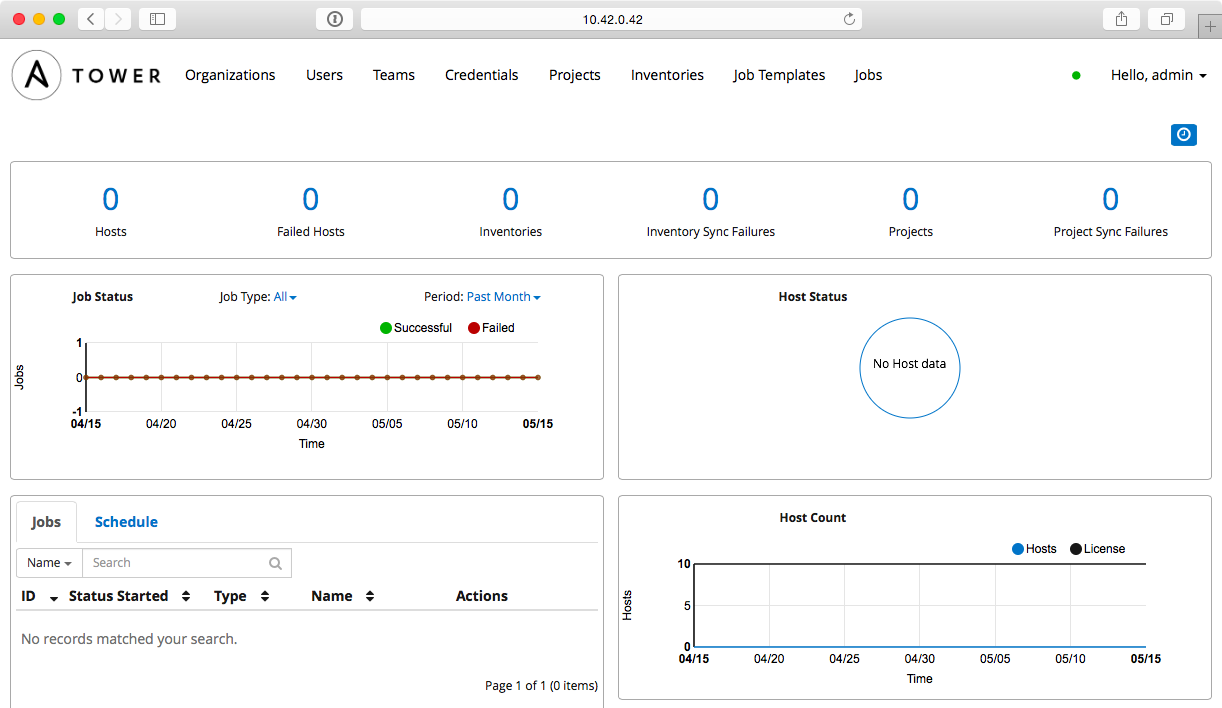 10.42.0.42
A TOWER Organizations Users Teams Credentials Projects Inventories Job Templates Jobs Hello, admin
0 0 0 0 0 0
Hosts Failed Hosts Inventories Inventory Sync Failures Projects Project Sync Failures
Job Status Job Type: All Period: Past Month
Successful Failed
1
0
-1
Jobs
04/15 04/20 04/25 04/30 05/05 05/10 05/15
Time
Host Status
No Host data
Jobs Schedule
Name Search
ID Status Started Type Name Actions
No records matched your search.
Page 1 of 1 (0 items)
Host Count
Hosts License
10
5
0
Hosts
04/15 04/20 04/25 04/30 05/05 05/10 05/15
Time